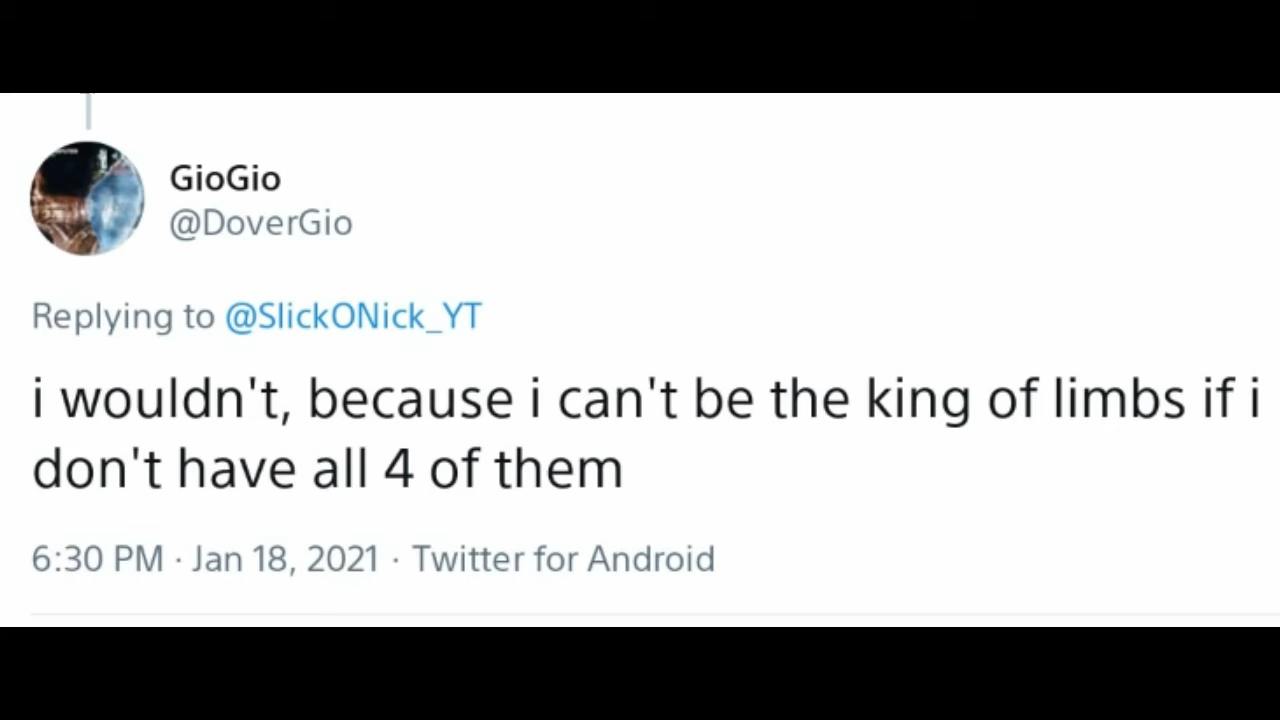 GioGio
@DoverGio
Replying to @SlickONick_YT
i wouldn't, because i can't be the king of limbs if i
don't have all 4 of them
6:30 PM · Jan 18, 2021 · Twitter for Android